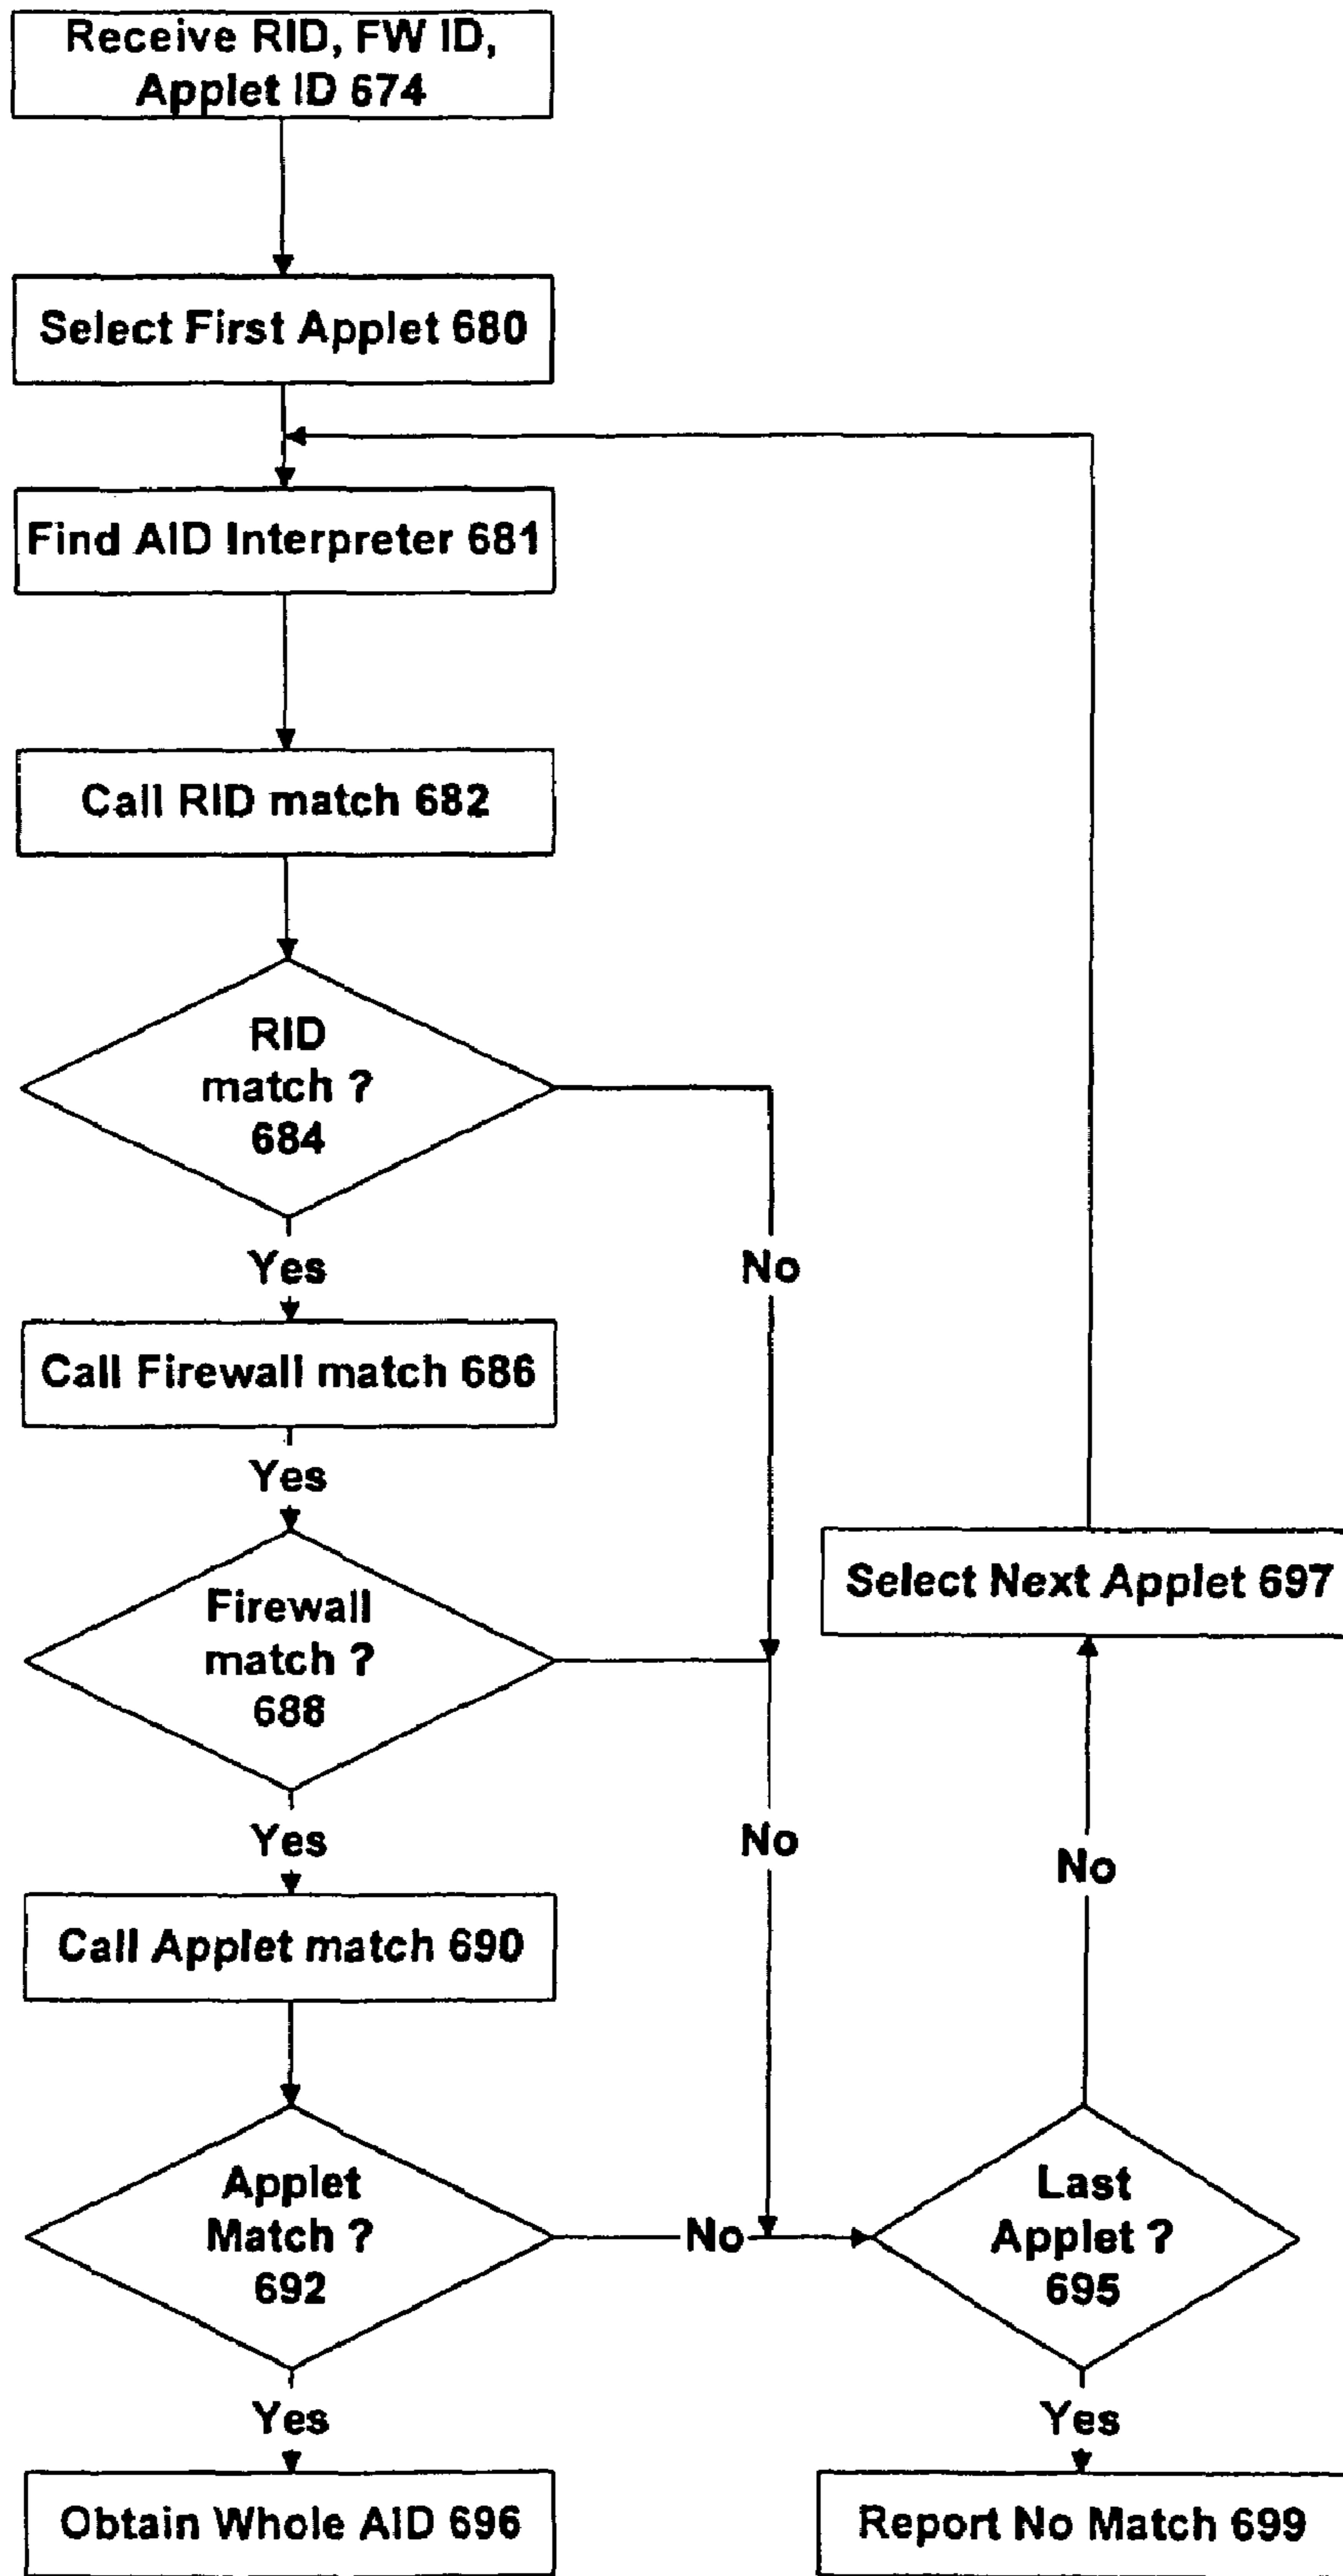 Receive RID, FW ID,
Applet ID 674
Select First Applet 680
Find AID Interpreter 681
Call RID match 682
RID
match ?
684
Yes
No
Call Firewall match 686
Yes
Firewall
match ?
688
Select Next Applet 697
Yes
No
No
Call Applet match 690
Applet
Match ?
692
No
Last
Applet ?
695
Yes
Yes
Obtain Whole AID 696
Report No Match 699